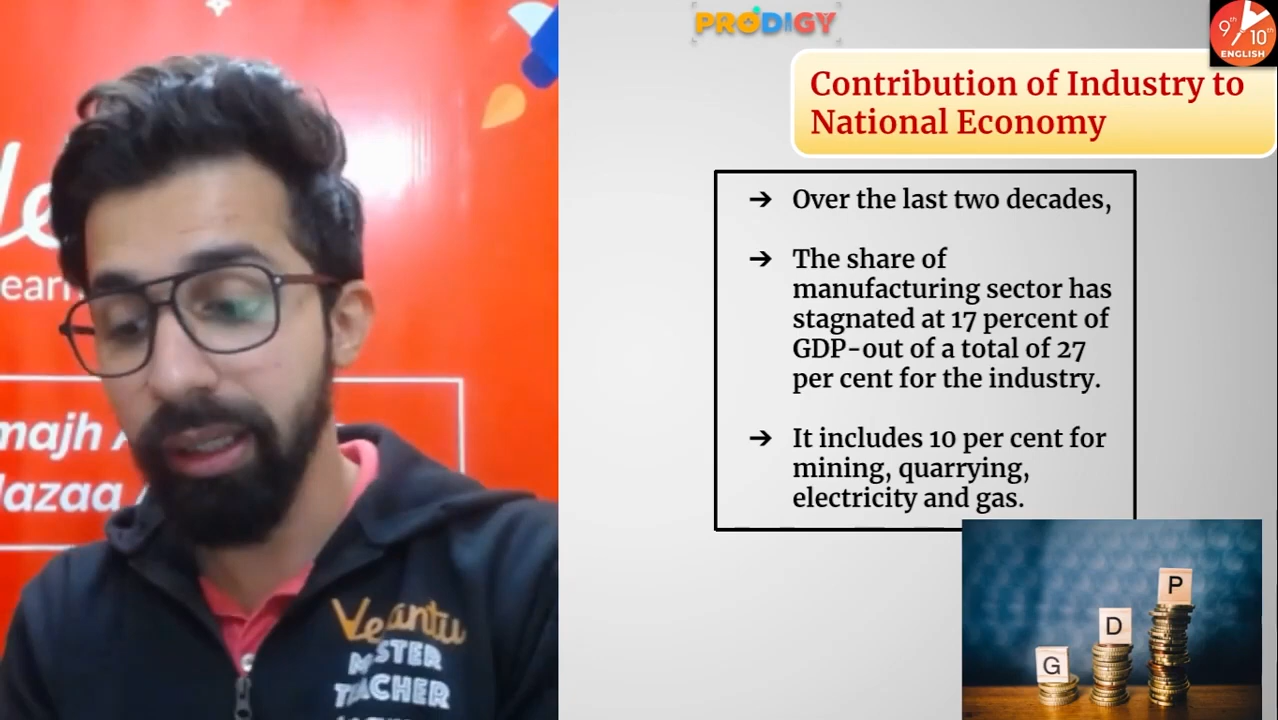 PRODIGY
9th 10th
ENGLISH
Contribution of Industry to
National Economy
➔ Over the last two decades,
➔ The share of
manufacturing sector has
stagnated at 17 percent of
GDP-out of a total of 27
per cent for the industry.
➔ It includes 10 per cent for
mining, quarrying,
electricity and gas.
G
D
P
Vedantu
MASTER
TEACHER